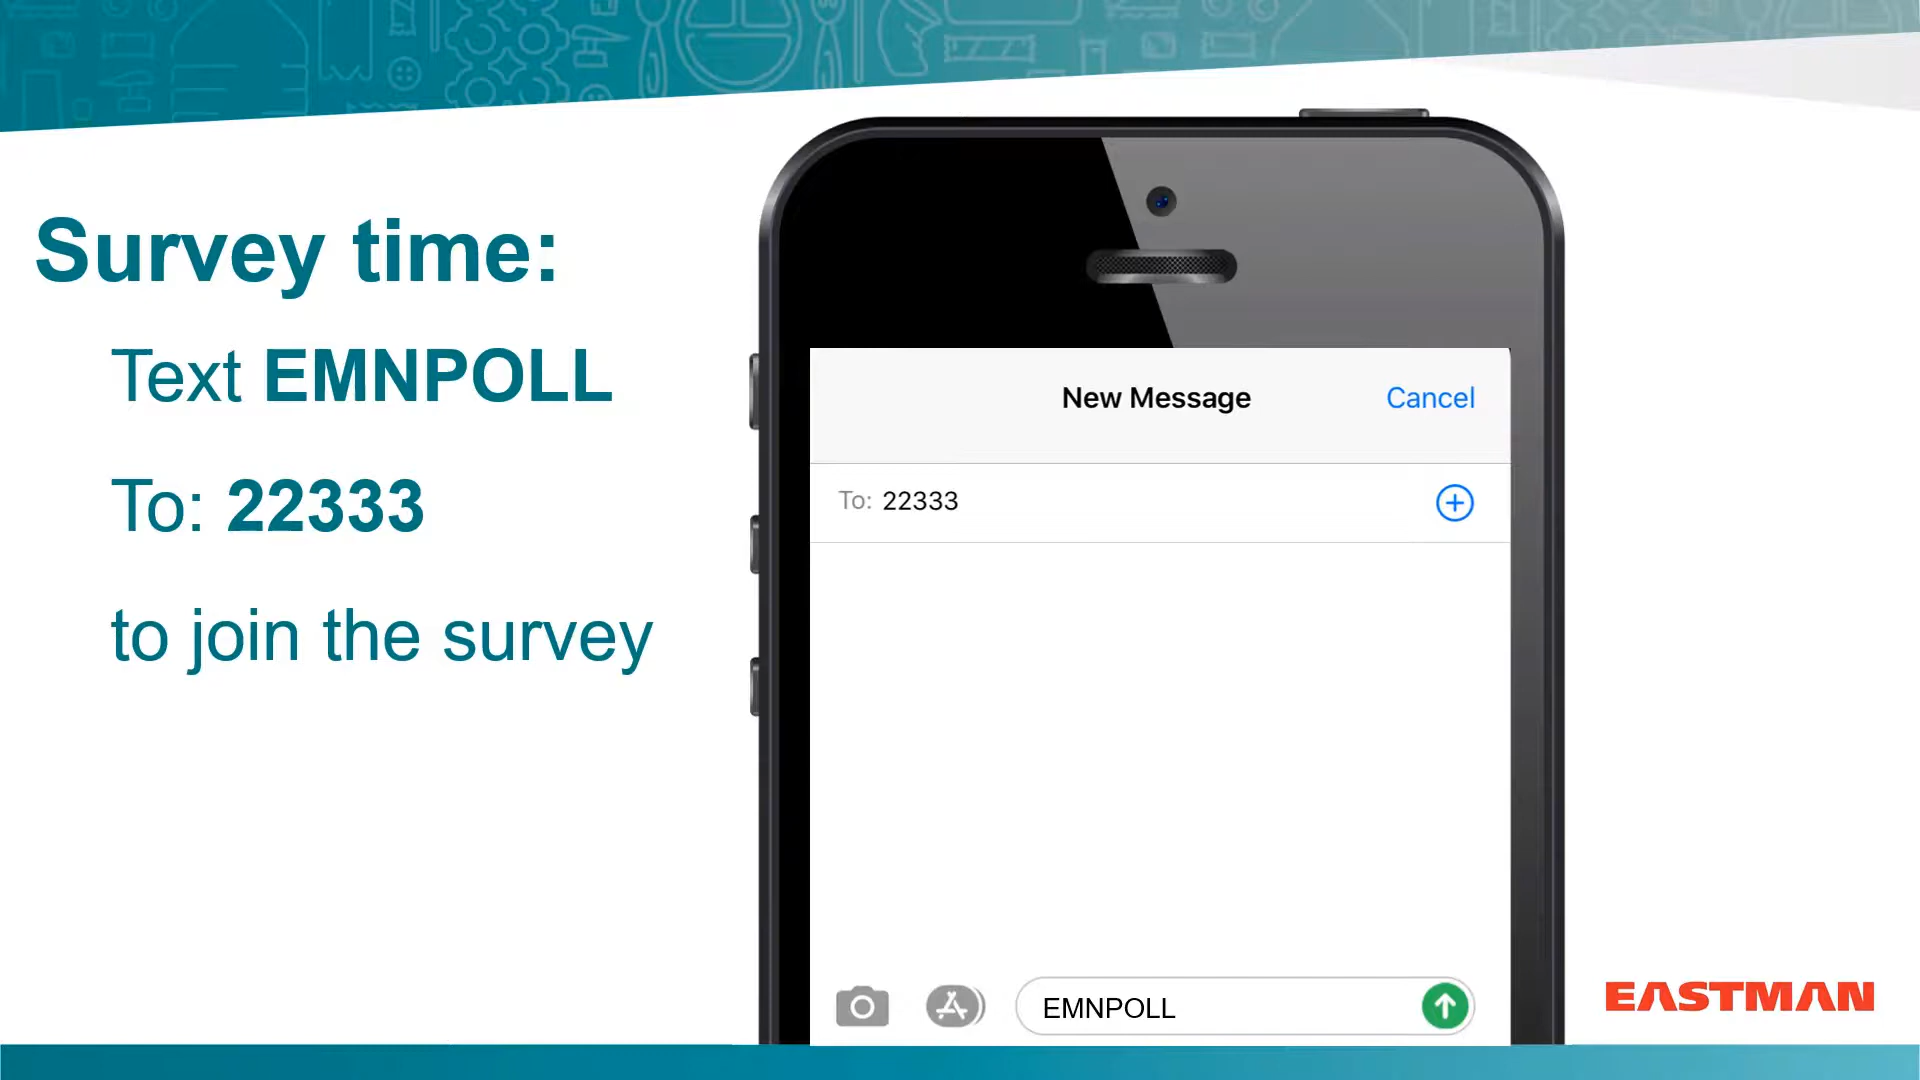 Survey time:
Text EMNPOLL
To: 22333
to join the survey
New Message
Cancel
To: 22333
EMNPOLL
EASTMAN